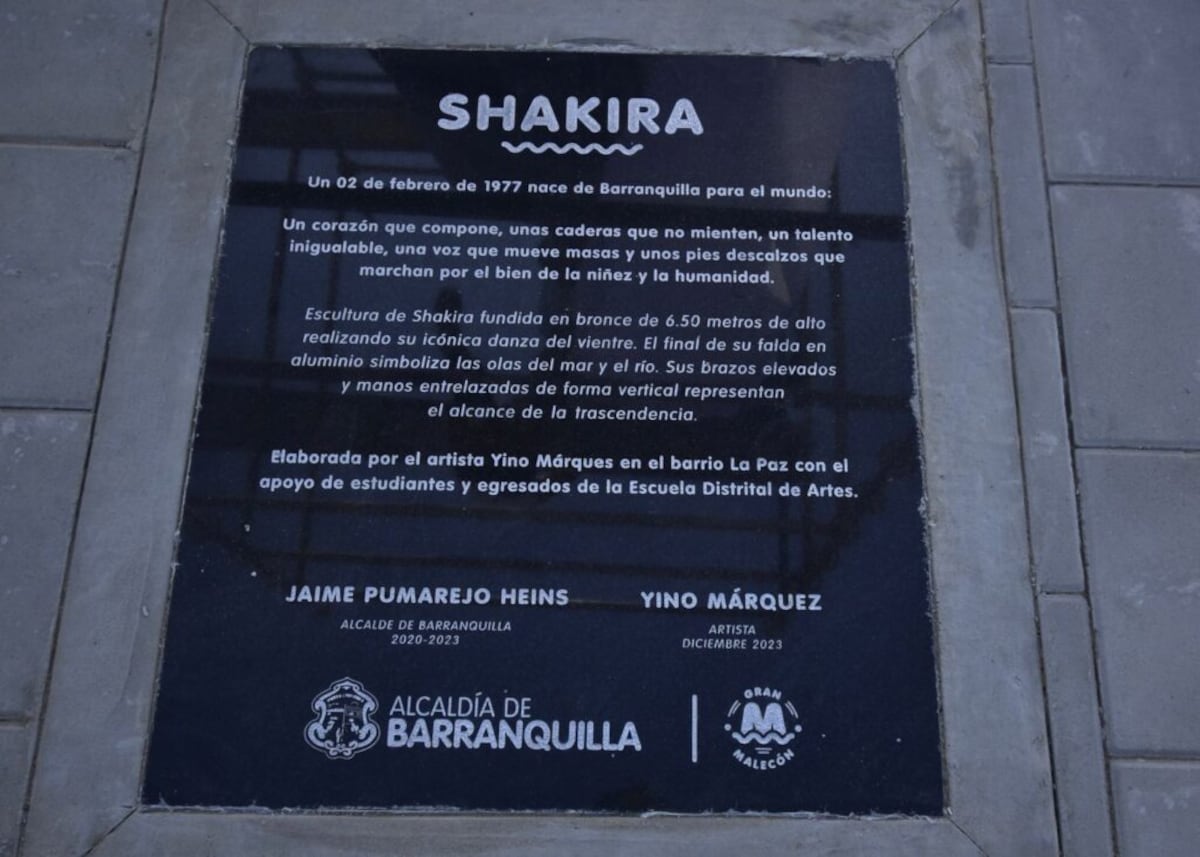 SHAKIRA
Un 02 de febrero de 1977 nace de Barranquilla para el mundo:
Un corazón que compone, unas caderas que no mienten, un talento
inigualable, una voz que mueve masas y unos pies descalzos que
marchan por el bien de la niñez y la humanidad.
Escultura de Shakira fundida en bronce de 6.50 metros de alto
realizando su icónica danza del vientre. El final de su falda en
aluminio simboliza las olas del mar y el río. Sus brazos elevados
y manos entrelazadas de forma vertical representan
el alcance de la trascendencia.
Elaborada por el artista Yino Márques en el barrio La Paz con el
apoyo de estudiantes y egresados de la Escuela Distrital de Artes.
JAIME PUMAREJO HEINS
ALCALDE DE BARRANQUILLA
2020-2023
YINO MÁRQUEZ
ARTISTA
DICIEMBRE 2023
ALCALDÍA DE
BARRANQUILLA
GRAN
M
MALECÓN